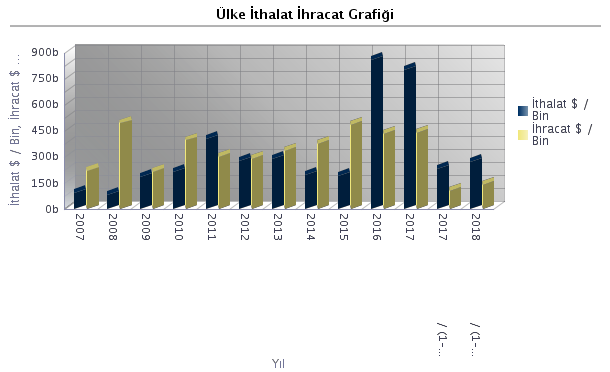 Ülke İthalat İhracat Grafiği
İthalat $ / Bin, İhracat $ ...
900b
750b
600b
450b
300b
150b
0b
2007
2008
2009
2010
2011
2012
2013
2014
2015
2016
2017
2017 / (1-...
2018 / (1-...
Yıl
İthalat $ /
Bin
İhracat $ /
Bin